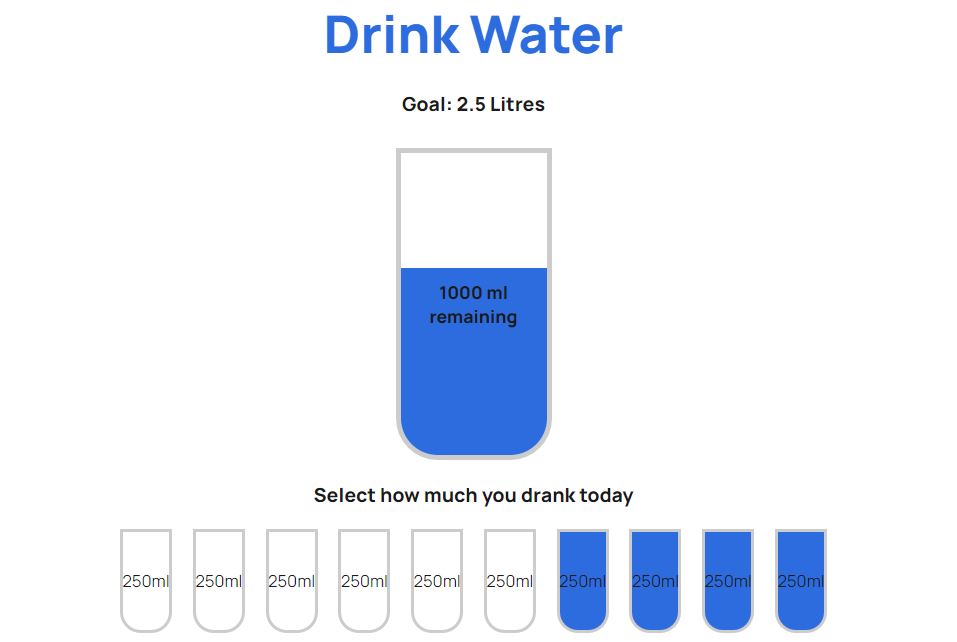 Drink Water
Goal: 2.5 Litres
1000 ml
remaining
Select how much you drank today
250ml 250ml 250ml 250ml 250ml 250ml 250ml 250ml 250ml 250ml